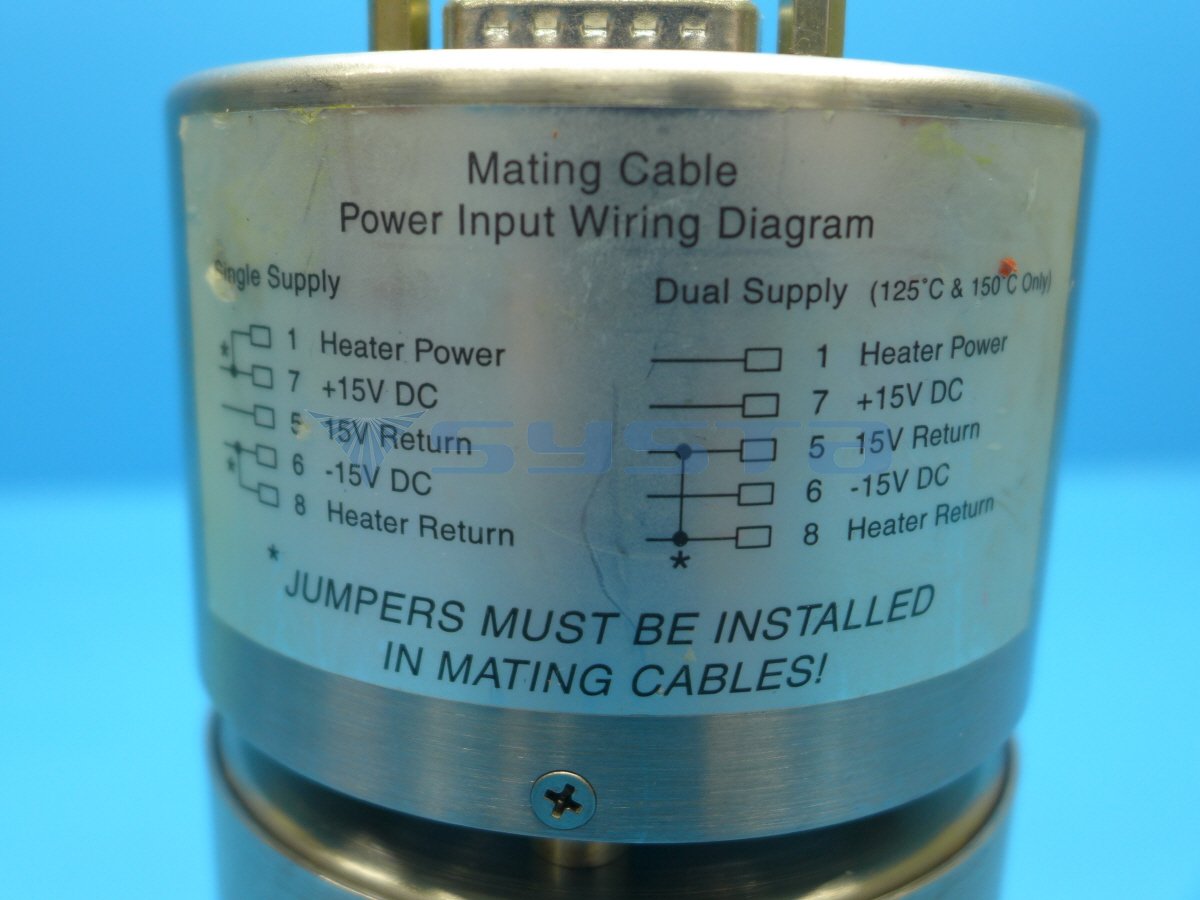 Mating Cable
Power Input Wiring Diagram
Single Supply
* 1 Heater Power
7 +15V DC
5 15V Return
* 6 -15V DC
8 Heater Return
Dual Supply (125°C & 150°C Only)
1 Heater Power
7 +15V DC
5 15V Return
6 -15V DC
8 Heater Return
*
* JUMPERS MUST BE INSTALLED
IN MATING CABLES!
systa